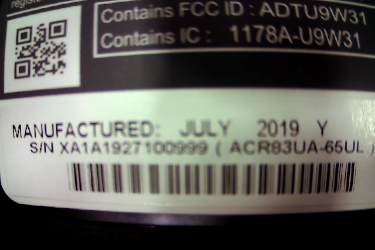 Contains FCC ID : ADTU9W31
Contains IC : 1178A-U9W31
MANUFACTURED: JULY 2019 Y
S/N XA1A1927100999 ( ACR83UA-65UL )